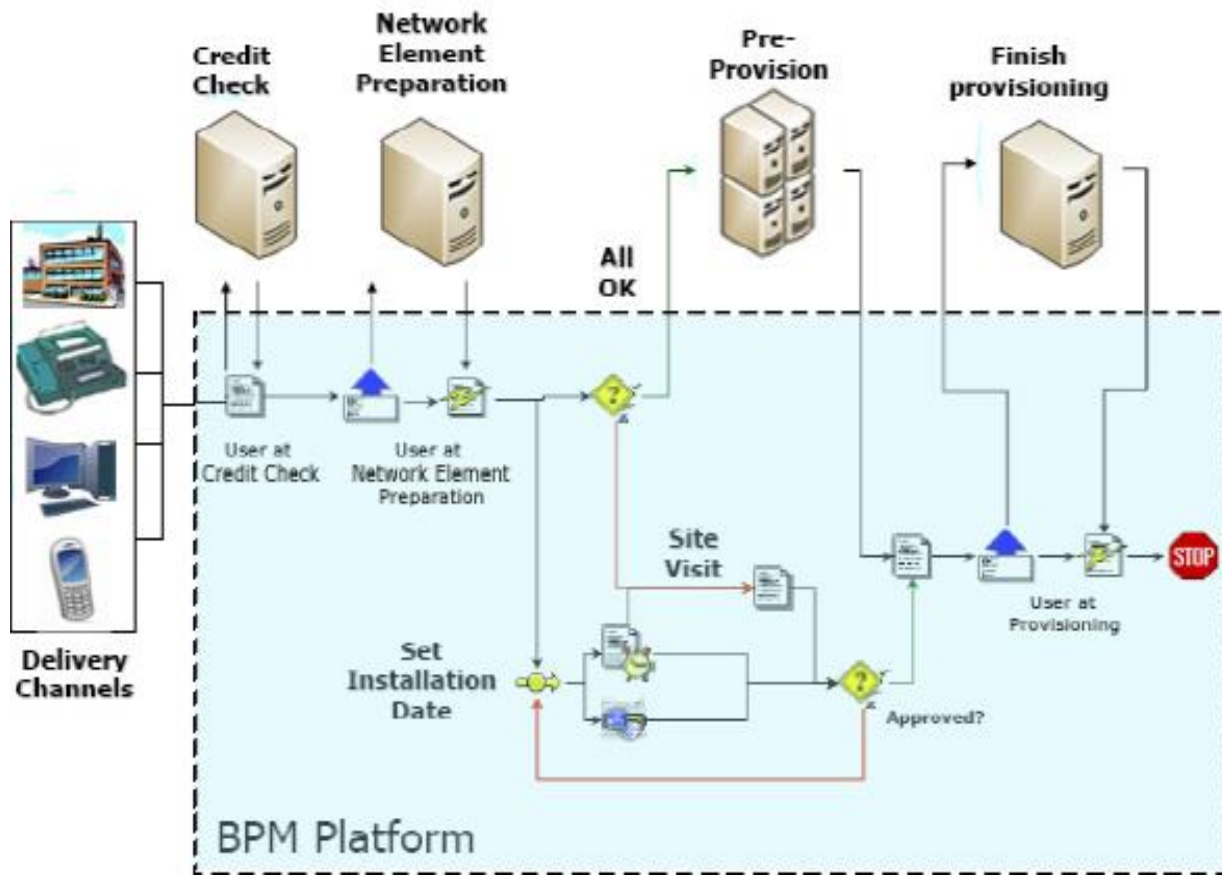 Credit
Check
Network
Element
Preparation
Pre-
Provision
Finish
provisioning
All
OK
?
User at
Credit Check
User at
Network Element
Preparation
Site
Visit
STOP
User at
Provisioning
Delivery
Channels
Set
Installation
Date
?
Approved?
BPM Platform